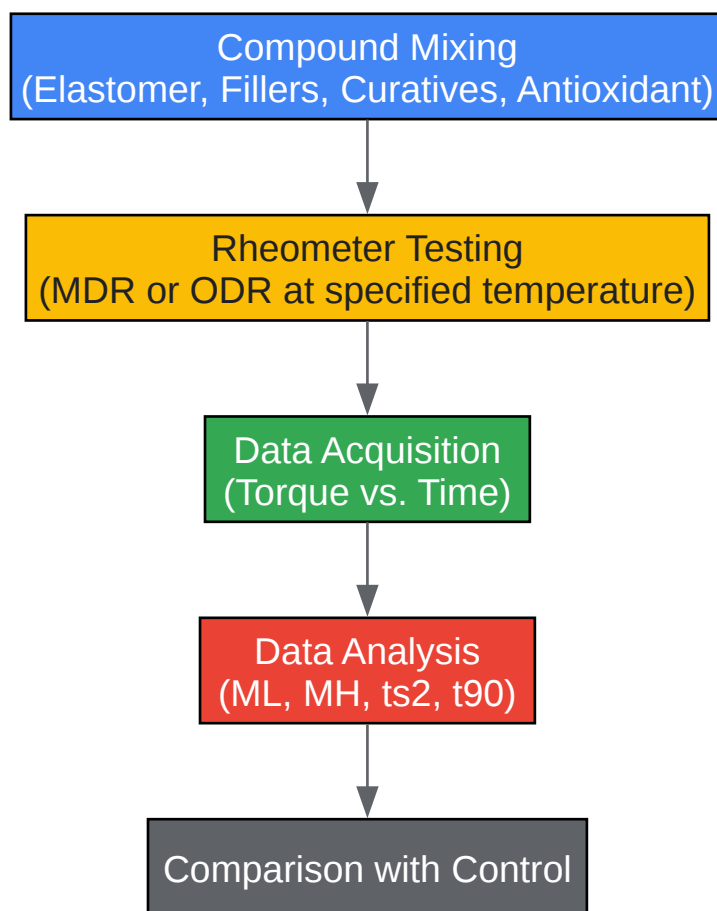 Compound Mixing
(Elastomer, Fillers, Curatives, Antioxidant)
Rheometer Testing
(MDR or ODR at specified temperature)
Data Acquisition
(Torque vs. Time)
Data Analysis
(ML, MH, ts2, t90)
Comparison with Control